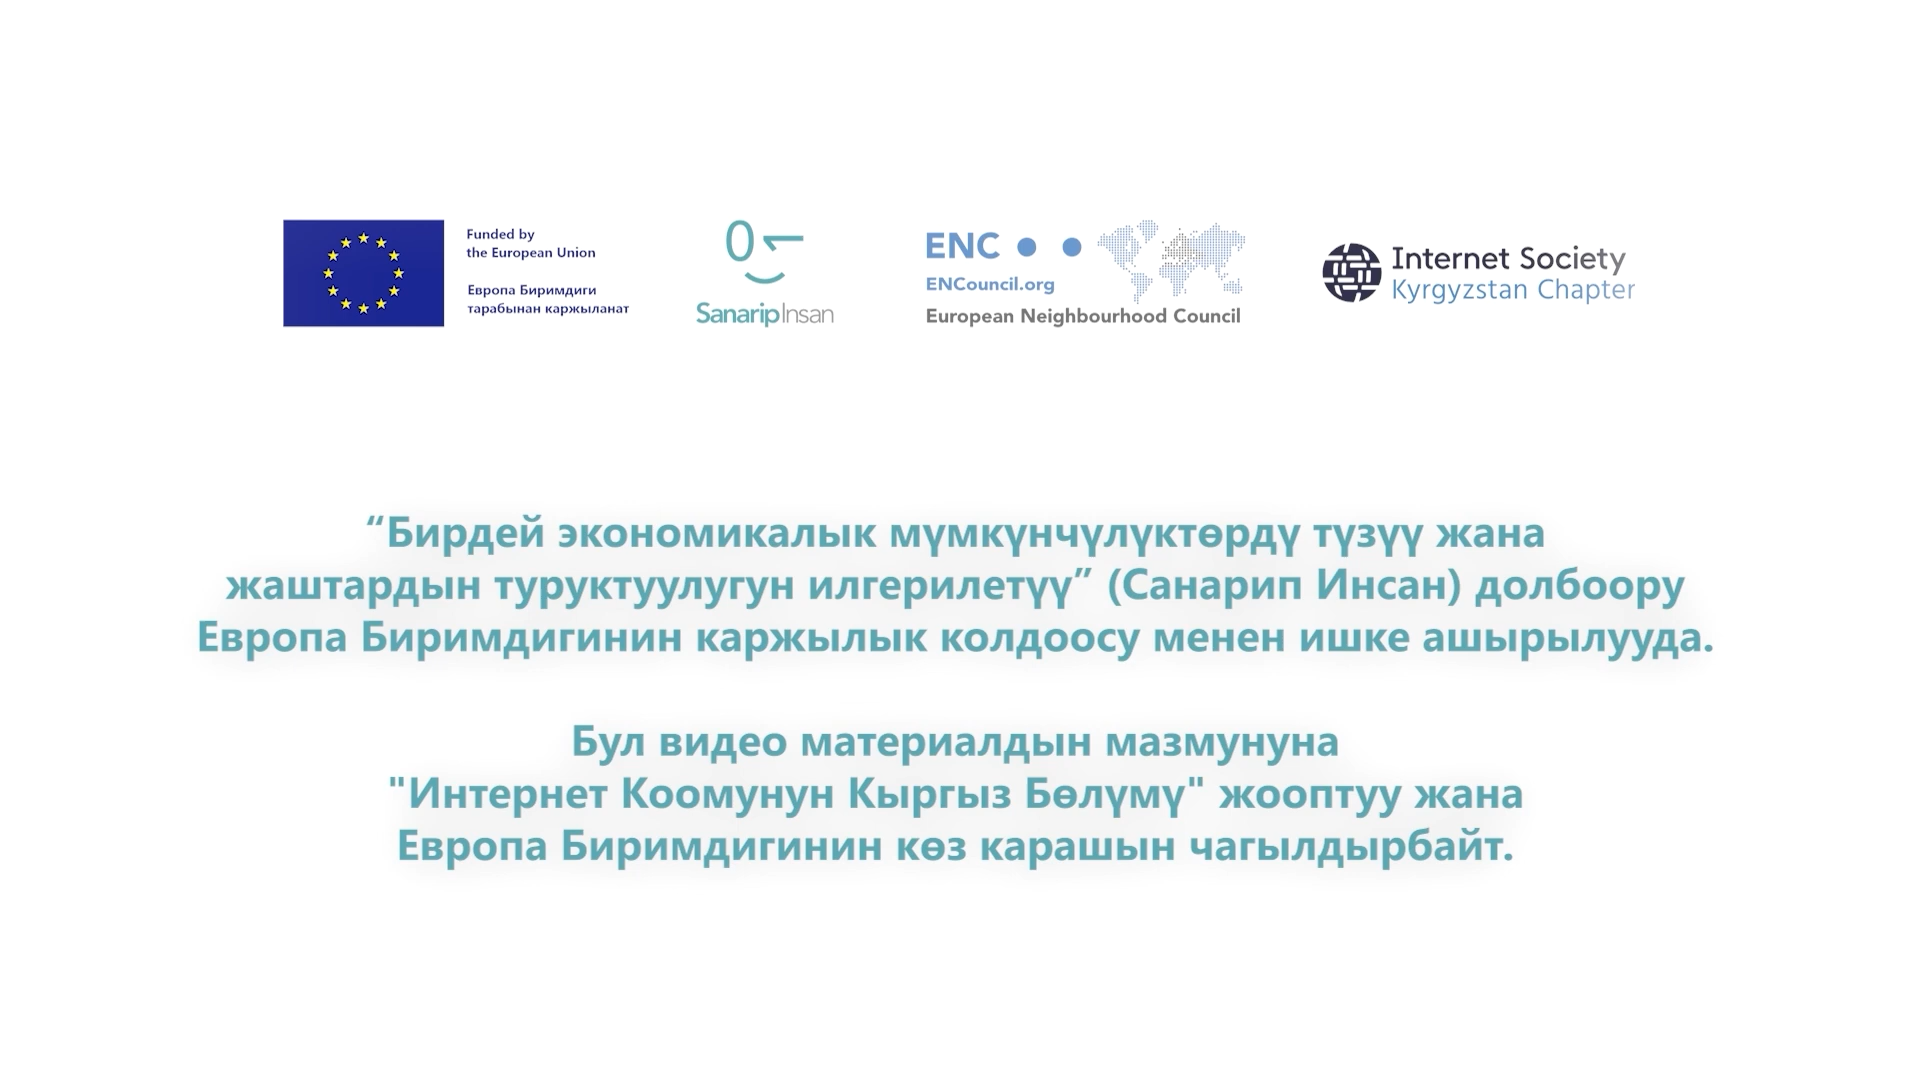 Funded by
the European Union
Европа Биримдиги
тарабынан каржыланат
01
SanaripInsan
ENC
ENCouncil.org
European Neighbourhood Council
Internet Society
Kyrgyzstan Chapter
“Бирдей экономикалык мүмкүнчүлүктөрдү түзүү жана
жаштардын туруктуулугун илгерилетүү” (Санарип Инсан) долбоору
Европа Биримдигинин каржылык колдоосу менен ишке ашырылууда.
Бул видео материалдын мазмунуна
"Интернет Коомунун Кыргыз Бөлүмү" жооптуу жана
Европа Биримдигинин көз карашын чагылдырбайт.